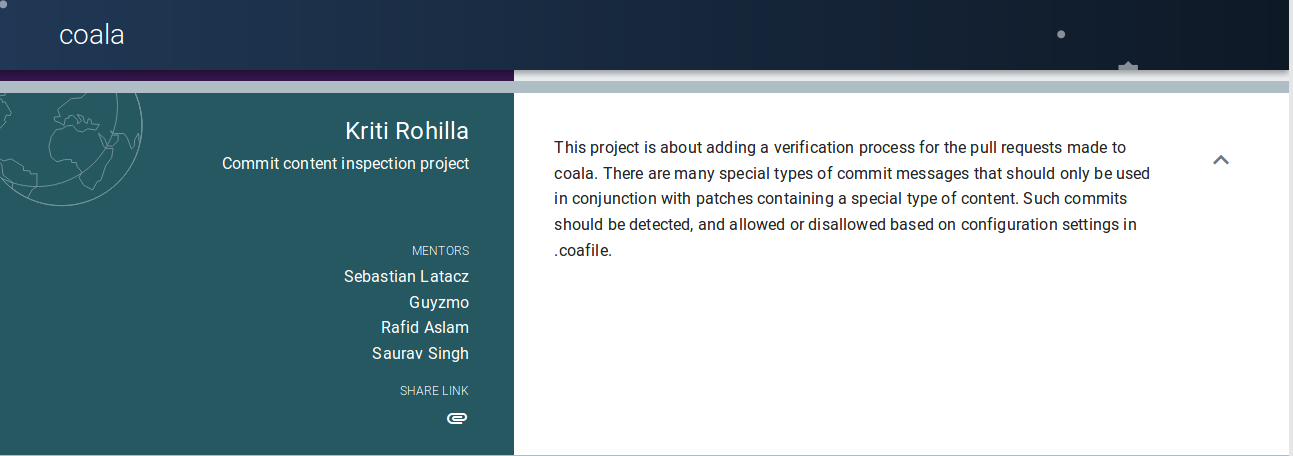 coala
Kriti Rohilla
Commit content inspection project
MENTORS
Sebastian Latacz
Guyzmo
Rafid Aslam
Saurav Singh
SHARE LINK
This project is about adding a verification process for the pull requests made to
coala. There are many special types of commit messages that should only be used
in conjunction with patches containing a special type of content. Such commits
should be detected, and allowed or disallowed based on configuration settings in
.coafile.